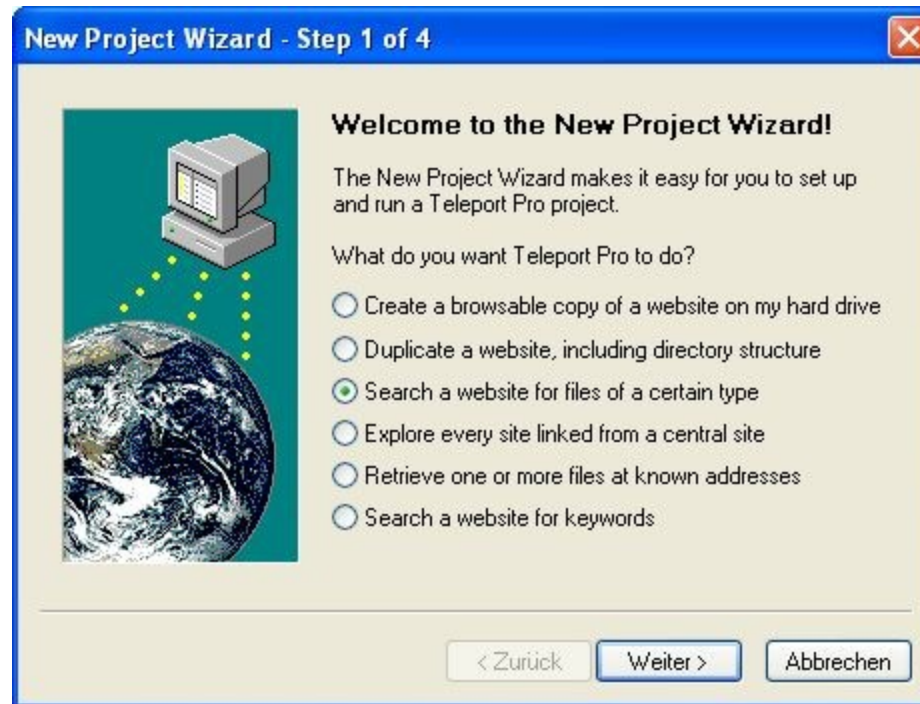 New Project Wizard - Step 1 of 4
Welcome to the New Project Wizard!
The New Project Wizard makes it easy for you to set up
and run a Teleport Pro project.
What do you want Teleport Pro to do?
Create a browsable copy of a website on my hard drive
Duplicate a website, including directory structure
Search a website for files of a certain type
Explore every site linked from a central site
Retrieve one or more files at known addresses
Search a website for keywords
< Zurück
Weiter >
Abbrechen